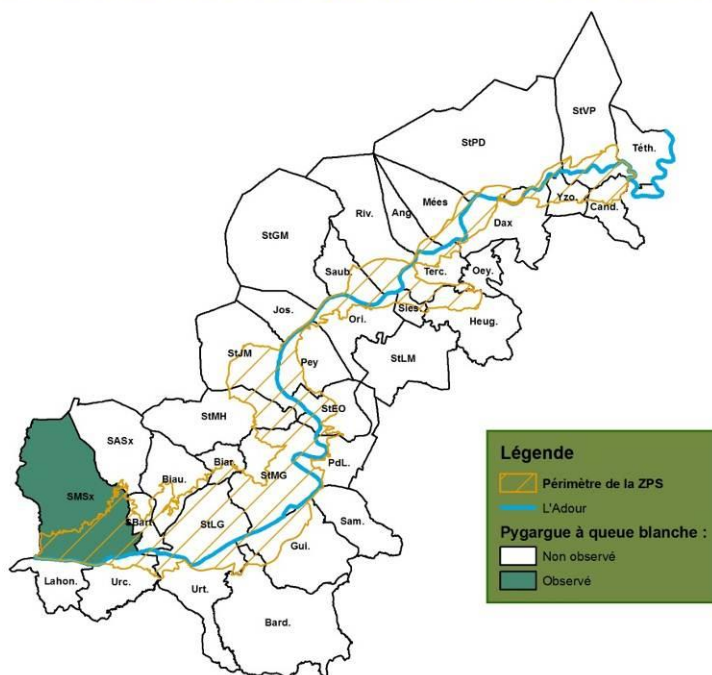 StVP
StPD
Téth.
Mées
Ang
Riv.
Yzo.
Cand.
Dax
StGM
Saub
Terc.
Oey.
Jos.
Ori.
Sies.
Heug.
StJM
Pey
StLM
StMH
StEO
SASx
Biar
StMG
PdL.
Biau.
SMSx
SBart
StLG
Sam.
Gui.
Lahon.
Urc.
Urt.
Bard.
Légende
Périmètre de la ZPS
L'Adour
Pygargue à queue blanche :
Non observé
Observé